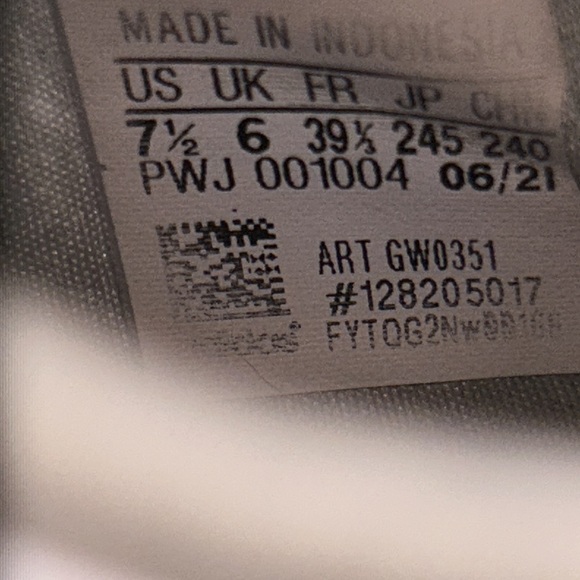 MADE IN INDONESIA
US UK FR JP CHN
7½ 6 39⅓ 245 240
PWJ 001004 06/21
ART GW0351
#128205017